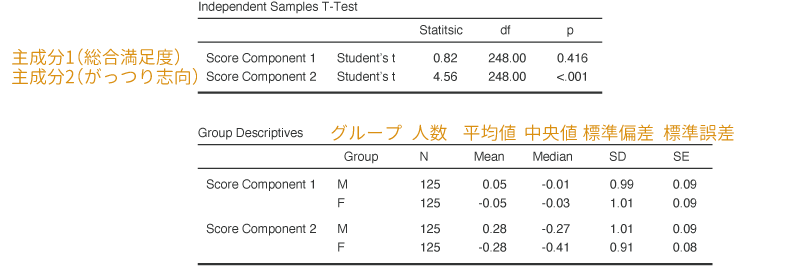 Independent Samples T-Test
Statitsic df p
主成分1（総合満足度） Score Component 1 Student's t 0.82 248.00 0.416
主成分2（がっつり志向） Score Component 2 Student's t 4.56 248.00 <.001
Group Descriptives グループ 人数 平均値 中央値 標準偏差 標準誤差
Group N Mean Median SD SE
Score Component 1 M 125 0.05 -0.01 0.99 0.09
F 125 -0.05 -0.03 1.01 0.09
Score Component 2 M 125 0.28 -0.27 1.01 0.09
F 125 -0.28 -0.41 0.91 0.08